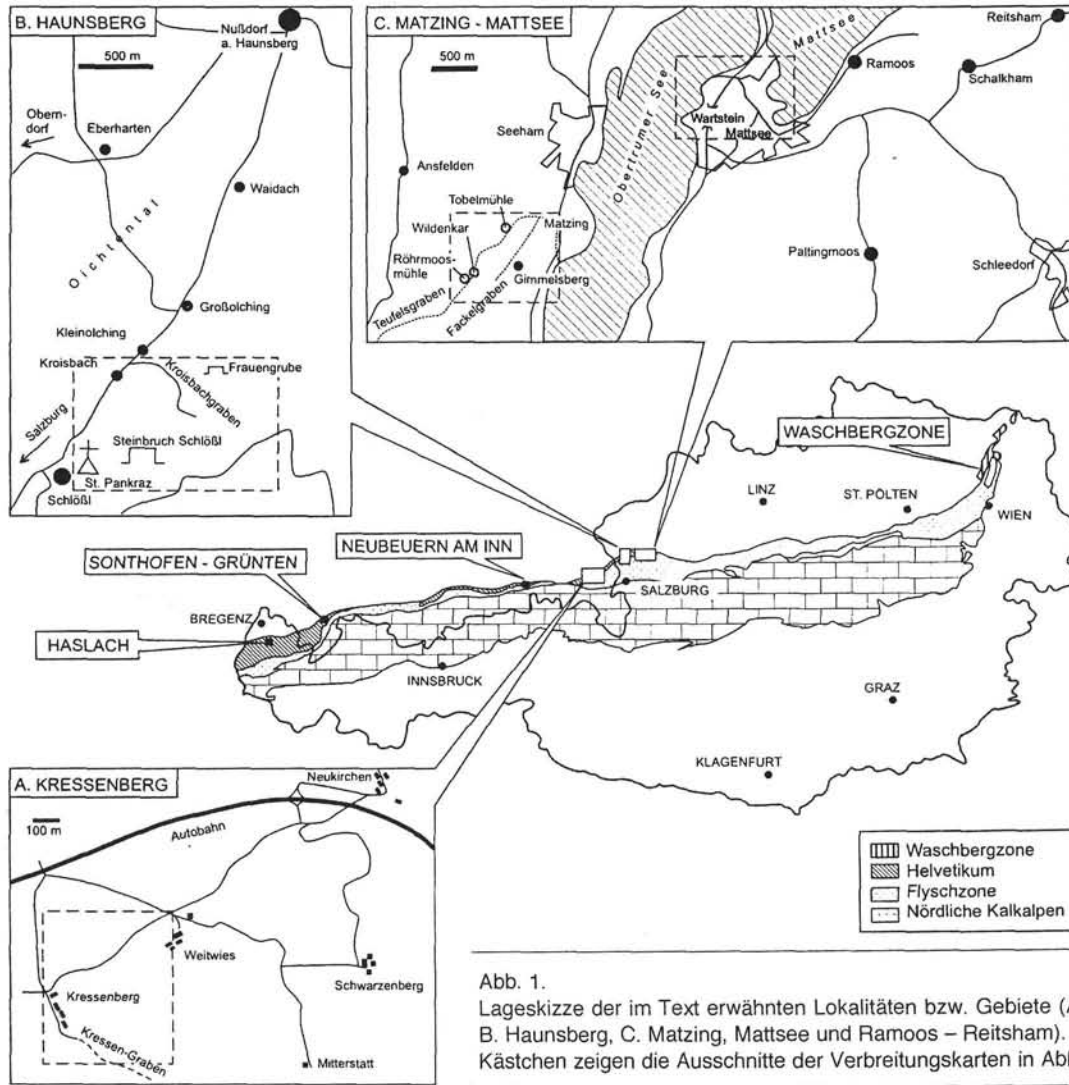 B. HAUNSBERG
500 m
Nußdorf
a. Haunsberg
Obern-
dorf
Eberharten
Waidach
Oichtental
Großolching
Kleinolching
Kroisbach
Kroisbachgraben
Frauengrube
Salzburg
Steinbruch Schlößl
St. Pankraz
Schlößl
C. MATZING - MATTSEE
500 m
Mattsee
Reitsham
Ramoos
Schalkham
Wartstein
Mattsee
Seeham
Obertrumer See
Ansfelden
Tobelmühle
Wildenkar
Matzing
Röhrmoos-
mühle
Gimmelsberg
Teufelsgraben
Fackelgraben
Paltingmoos
Schleedorf
WASCHBERGZONE
LINZ
ST. PÖLTEN
WIEN
NEUBEUERN AM INN
SONTHOFEN - GRÜNTEN
SALZBURG
BREGENZ
HASLACH
INNSBRUCK
GRAZ
KLAGENFURT
A. KRESSENBERG
100 m
Neukirchen
Autobahn
Weitwies
Schwarzenberg
Kressenberg
Kressen-Graben
Mitterstatt
Waschbergzone
Helvetikum
Flyschzone
Nördliche Kalkalpen
Abb. 1.
Lageskizze der im Text erwähnten Lokalitäten bzw. Gebiete (
B. Haunsberg, C. Matzing, Mattsee und Ramoos – Reitsham).
Kästchen zeigen die Ausschnitte der Verbreitungskarten in